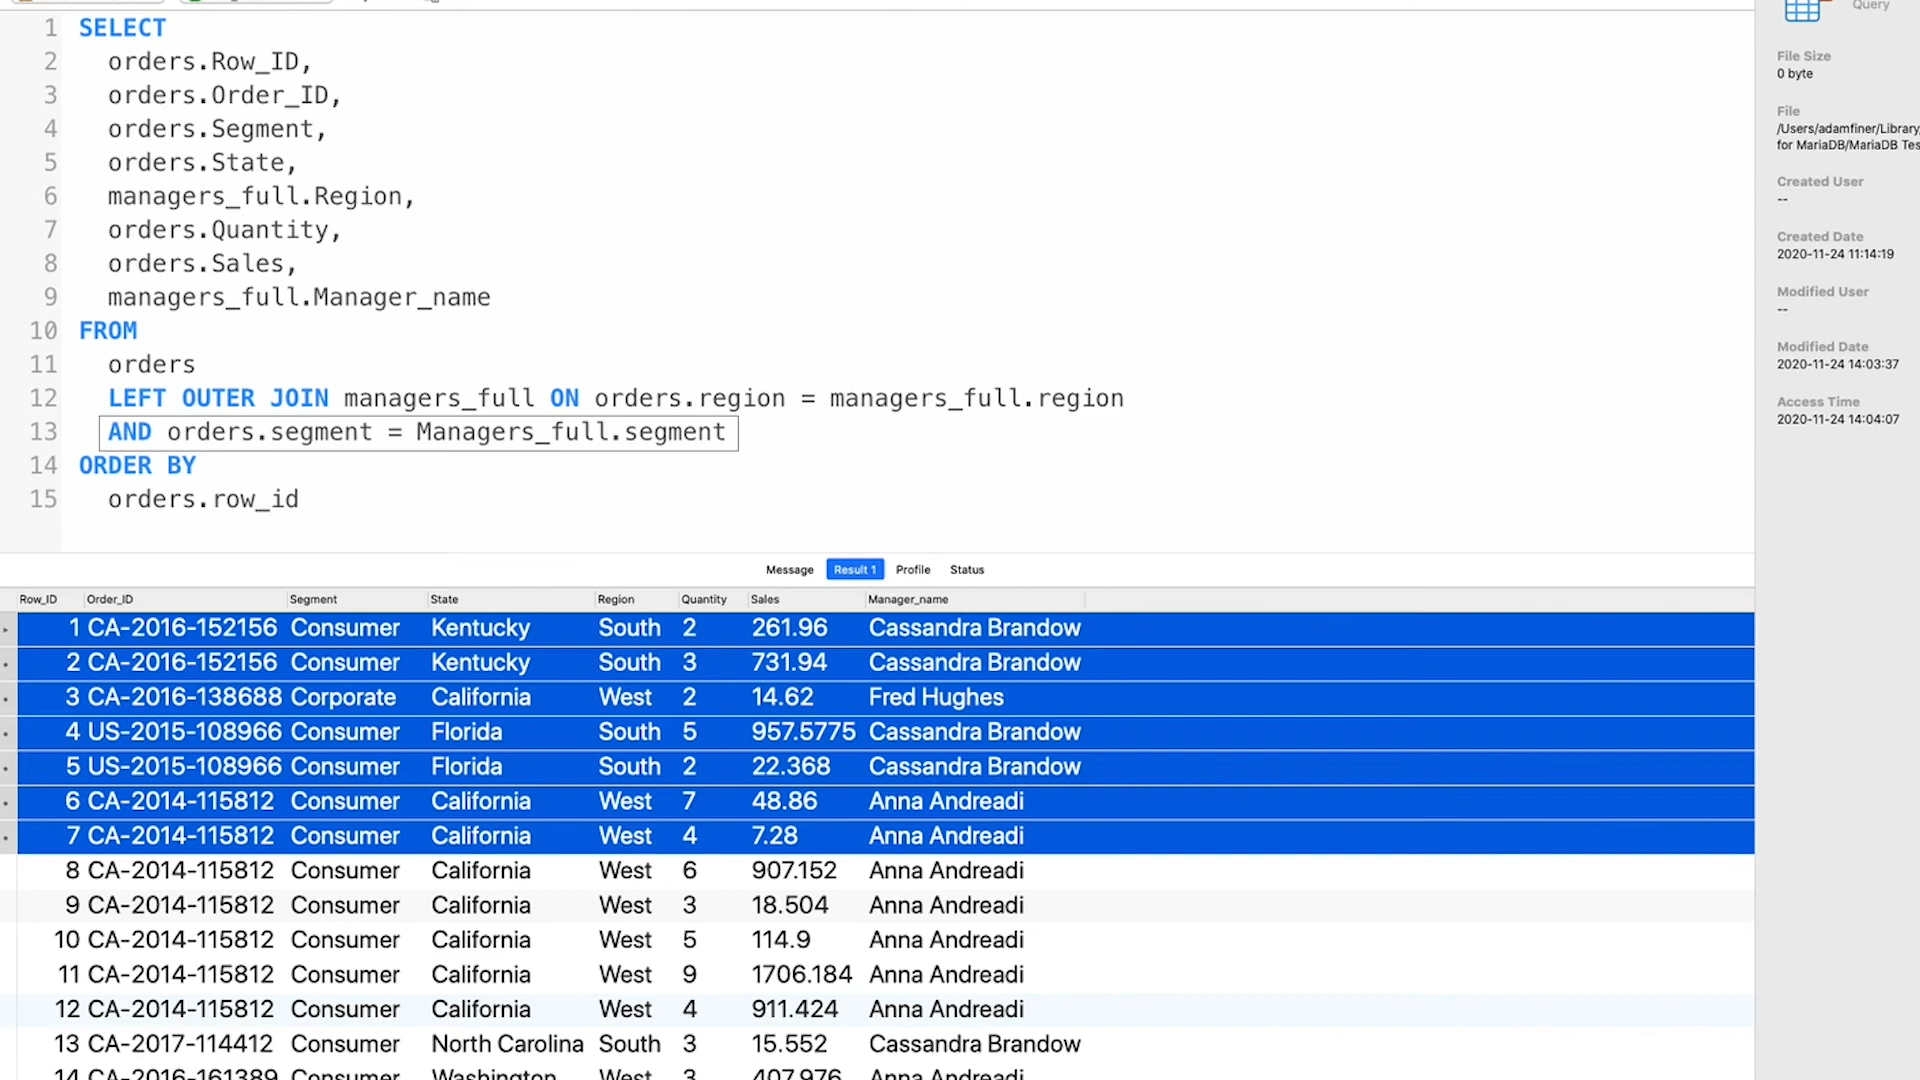 1 SELECT
2 orders.Row_ID,
3 orders.Order_ID,
4 orders.Segment,
5 orders.State,
6 managers_full.Region,
7 orders.Quantity,
8 orders.Sales,
9 managers_full.Manager_name
10 FROM
11 orders
12 LEFT OUTER JOIN managers_full ON orders.region = managers_full.region
13 AND orders.segment = Managers_full.segment
14 ORDER BY
15 orders.row_id
Message Result 1 Profile Status
Row_ID Order_ID Segment State Region Quantity Sales Manager_name
1 CA-2016-152156 Consumer Kentucky South 2 261.96 Cassandra Brandow
2 CA-2016-152156 Consumer Kentucky South 3 731.94 Cassandra Brandow
3 CA-2016-138688 Corporate California West 2 14.62 Fred Hughes
4 US-2015-108966 Consumer Florida South 5 957.5775 Cassandra Brandow
5 US-2015-108966 Consumer Florida South 2 22.368 Cassandra Brandow
6 CA-2014-115812 Consumer California West 7 48.86 Anna Andreadi
7 CA-2014-115812 Consumer California West 4 7.28 Anna Andreadi
8 CA-2014-115812 Consumer California West 6 907.152 Anna Andreadi
9 CA-2014-115812 Consumer California West 3 18.504 Anna Andreadi
10 CA-2014-115812 Consumer California West 5 114.9 Anna Andreadi
11 CA-2014-115812 Consumer California West 9 1706.184 Anna Andreadi
12 CA-2014-115812 Consumer California West 4 911.424 Anna Andreadi
13 CA-2017-114412 Consumer North Carolina South 3 15.552 Cassandra Brandow
14 CA-2016-161389 Consumer Washington West 3 407.976 Anna Andreadi
Query
File Size
0 byte
File
/Users/adamfiner/Library/
for MariaDB/MariaDB Tes
Created User
--
Created Date
2020-11-24 11:14:19
Modified User
--
Modified Date
2020-11-24 14:03:37
Access Time
2020-11-24 14:04:07